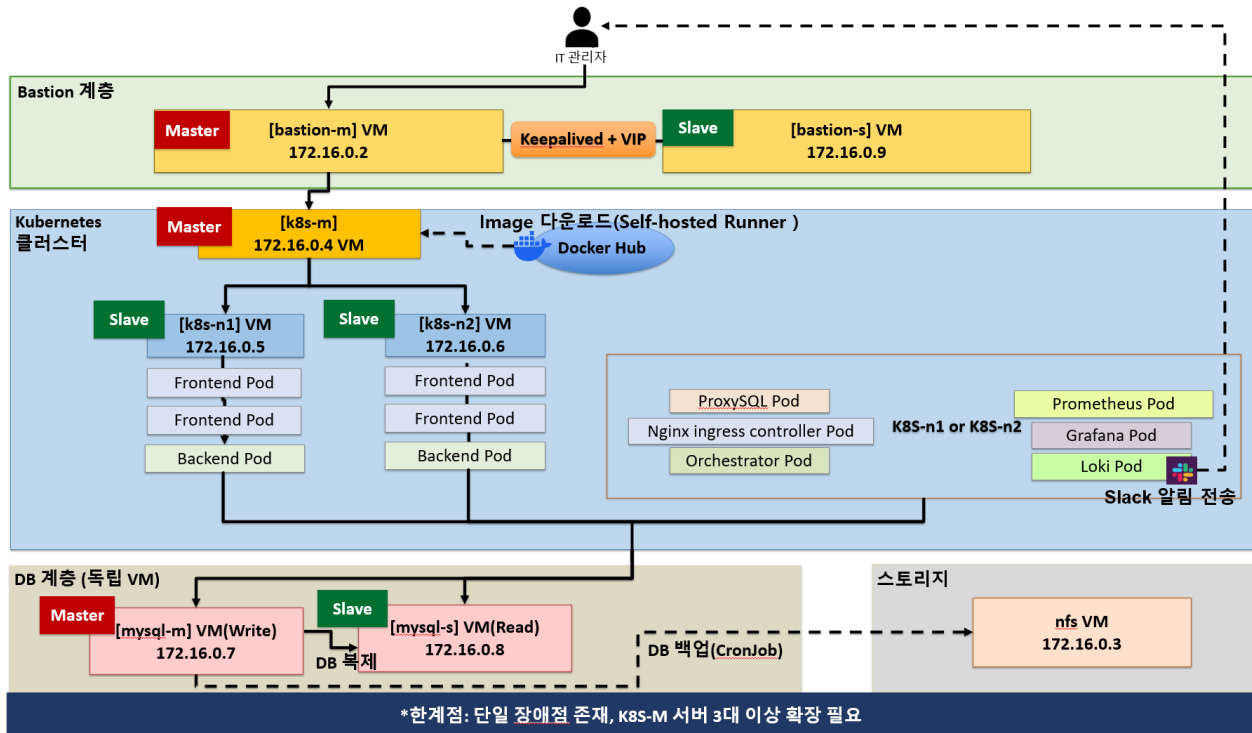 IT 관리자
Bastion 계층
Master
[bastion-m] VM
172.16.0.2
Keepalived + VIP
Slave
[bastion-s] VM
172.16.0.9
Kubernetes
클러스터
Master
[k8s-m]
172.16.0.4 VM
Image 다운로드(Self-hosted Runner )
Docker Hub
Slave
[k8s-n1] VM
172.16.0.5
Slave
[k8s-n2] VM
172.16.0.6
Frontend Pod
Frontend Pod
Backend Pod
Frontend Pod
Frontend Pod
Backend Pod
ProxySQL Pod
Nginx ingress controller Pod
Orchestrator Pod
K8S-n1 or K8S-n2
Prometheus Pod
Grafana Pod
Loki Pod
Slack 알림 전송
DB 계층 (독립 VM)
Master
[mysql-m] VM(Write)
172.16.0.7
Slave
[mysql-s] VM(Read)
172.16.0.8
DB 복제
DB 백업(CronJob)
스토리지
nfs VM
172.16.0.3
*한계점: 단일 장애점 존재, K8S-M 서버 3대 이상 확장 필요